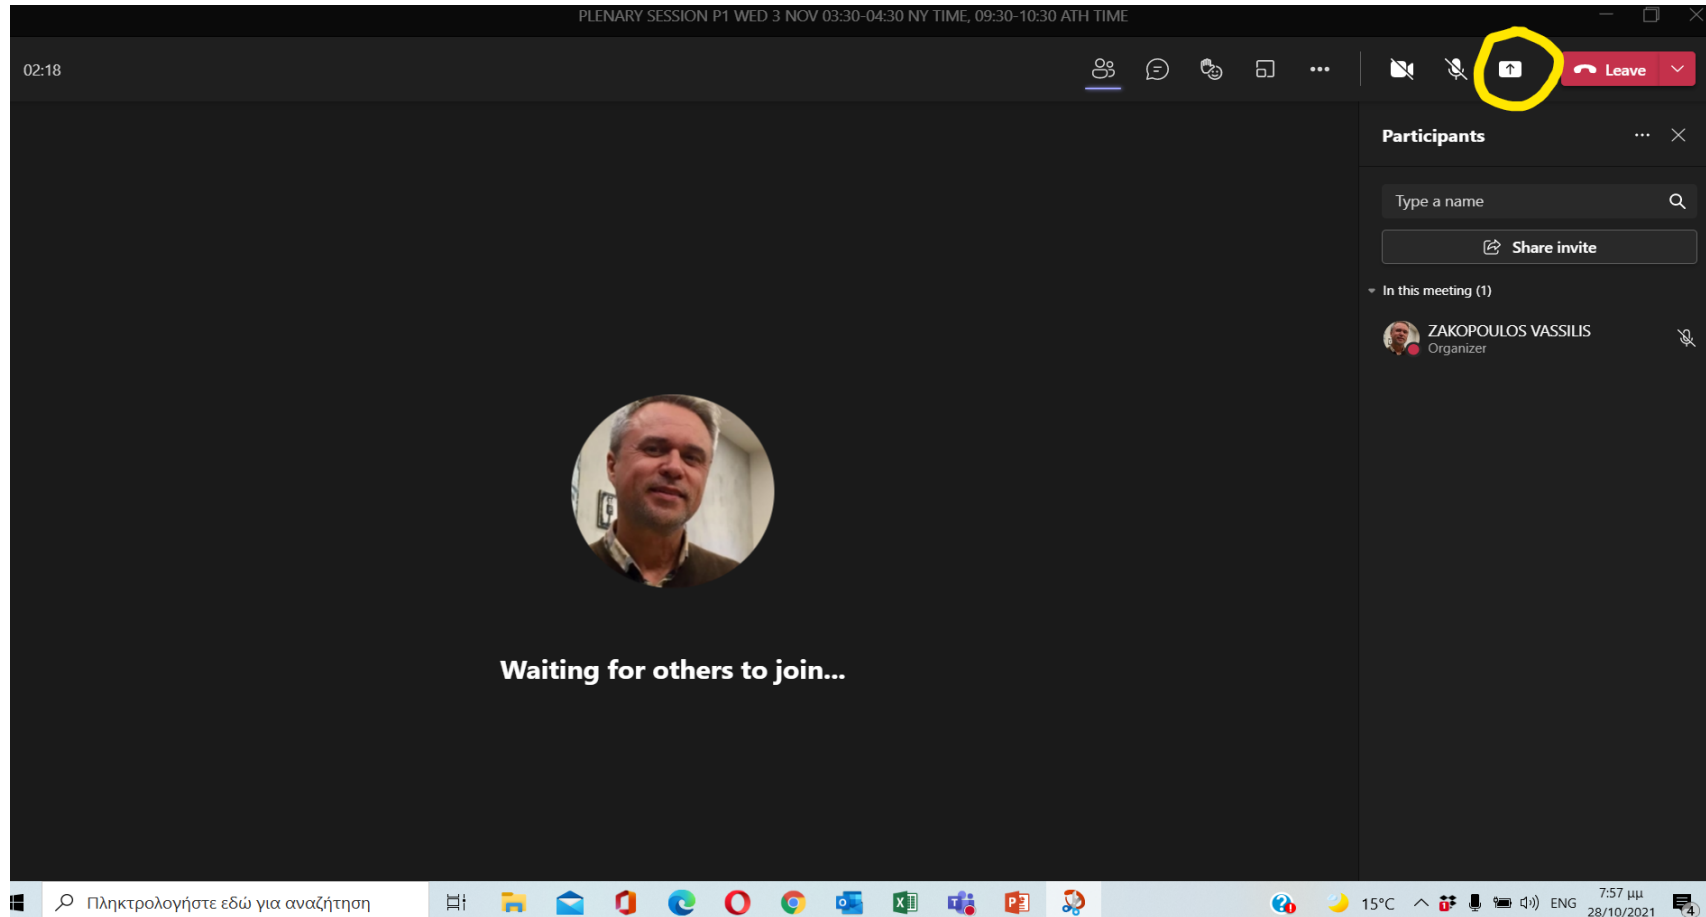 PLENARY SESSION P1 WED 3 NOV 03:30-04:30 NY TIME, 09:30-10:30 ATH TIME
02:18
Leave
Participants
Type a name
Share invite
In this meeting (1)
ZAKOPOULOS VASSILIS
Organizer
Waiting for others to join...
Πληκτρολογήστε εδώ για αναζήτηση
15°C
ENG
7:57 μμ
28/10/2021
4